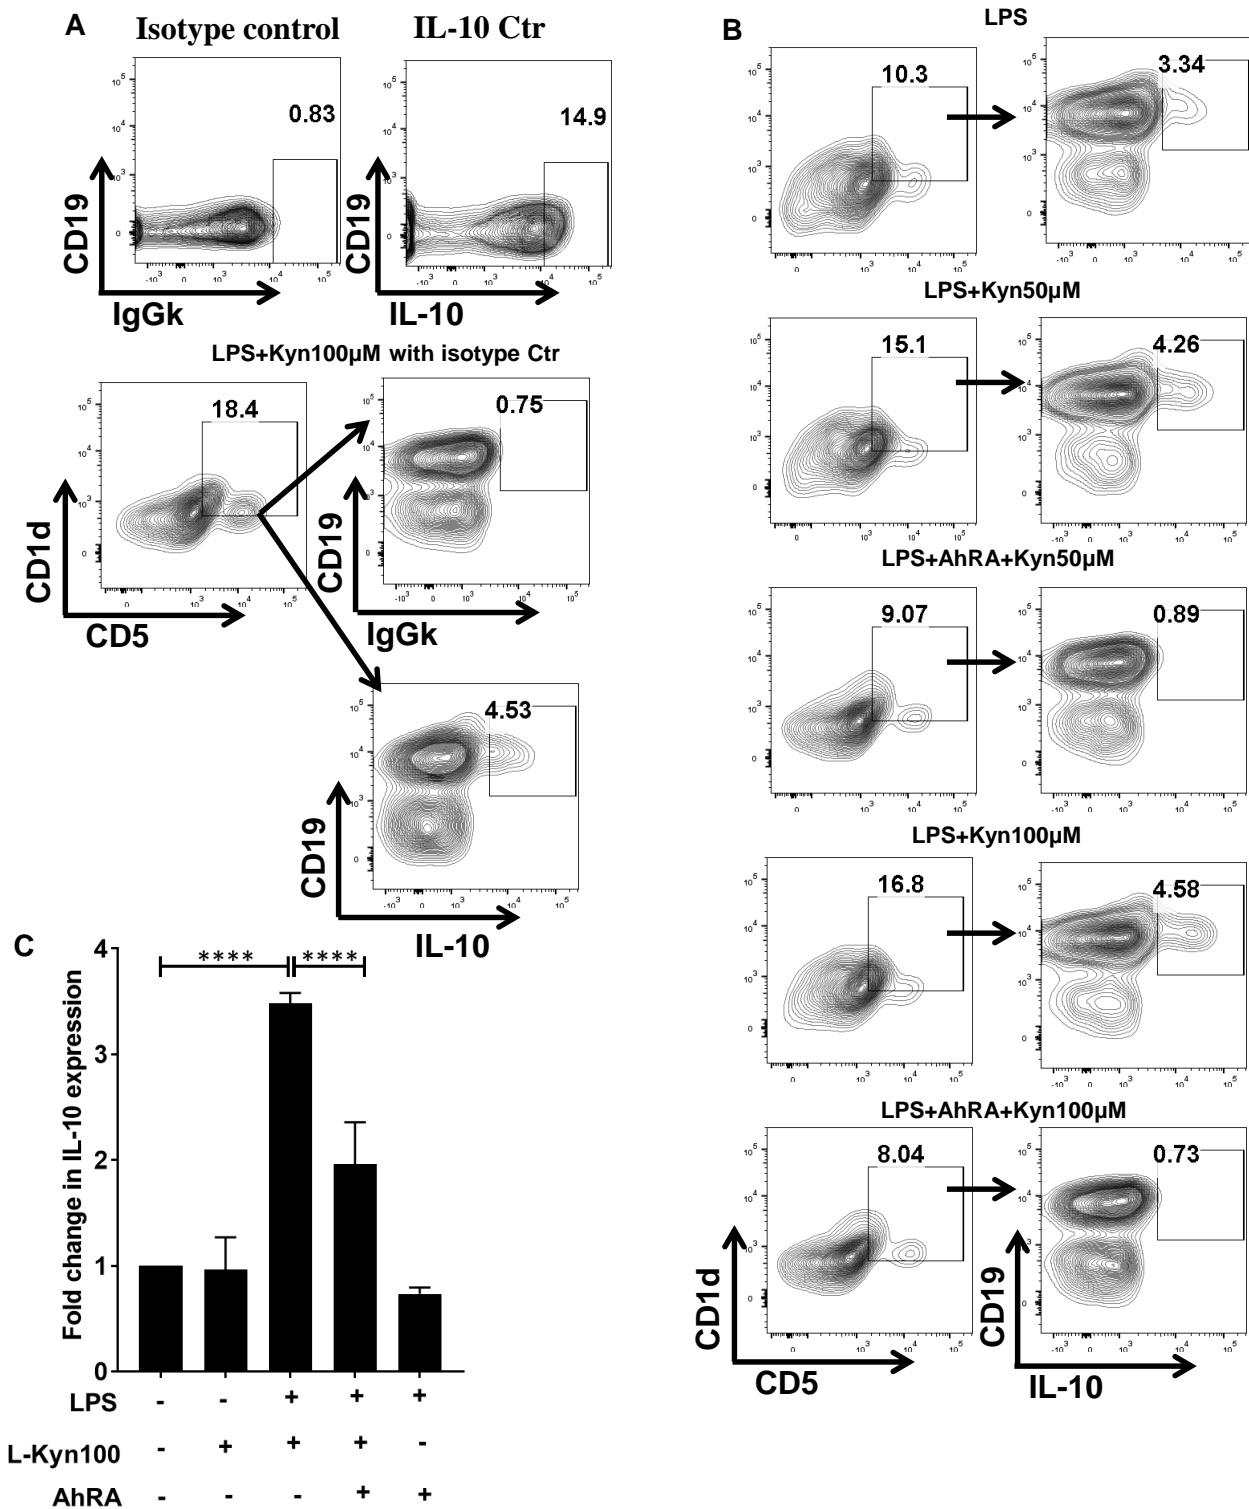 A
Isotype control
IL-10 Ctr
0.83
14.9
CD19
CD19
IgGk
IL-10
LPS+Kyn100µM with isotype Ctr
18.4
0.75
CD1d
CD19
CD5
IgGk
4.53
CD19
IL-10
B
LPS
10.3
3.34
LPS+Kyn50µM
15.1
4.26
LPS+AhRA+Kyn50µM
9.07
0.89
LPS+Kyn100µM
16.8
4.58
LPS+AhRA+Kyn100µM
8.04
0.73
CD1d
CD19
CD5
IL-10
C
Fold change in IL-10 expression
4
3
2
1
0
**** ****
LPS - - + + +
L-Kyn100 - + + + -
AhRA - - - + +